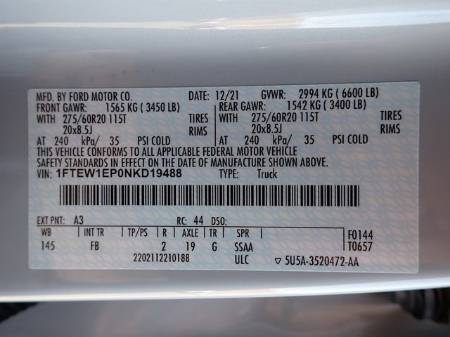 MFD. BY FORD MOTOR CO. DATE: 12/21 GVWR: 2994 KG ( 6600 LB)
FRONT GAWR: 1565 KG ( 3450 LB) REAR GAWR: 1542 KG ( 3400 LB)
WITH 275/60R20 115T TIRES WITH 275/60R20 115T TIRES
20x8.5J RIMS 20x8.5J RIMS
AT 240 kPa/ 35 PSI COLD AT 240 kPa/ 35 PSI COLD
THIS VEHICLE CONFORMS TO ALL APPLICABLE FEDERAL MOTOR VEHICLE
SAFETY STANDARDS IN EFFECT ON THE DATE OF MANUFACTURE SHOWN ABOVE.
VIN: 1FTEW1EP0NKD19488 TYPE: Truck
EXT PNT: A3 RC: 44 DSO:
WB INT TR TP/PS R AXLE TR SPR F0144
145 FB 2 19 G SSAA T0657
2202112210188 ULC ▽ 5U5A-3520472-AA